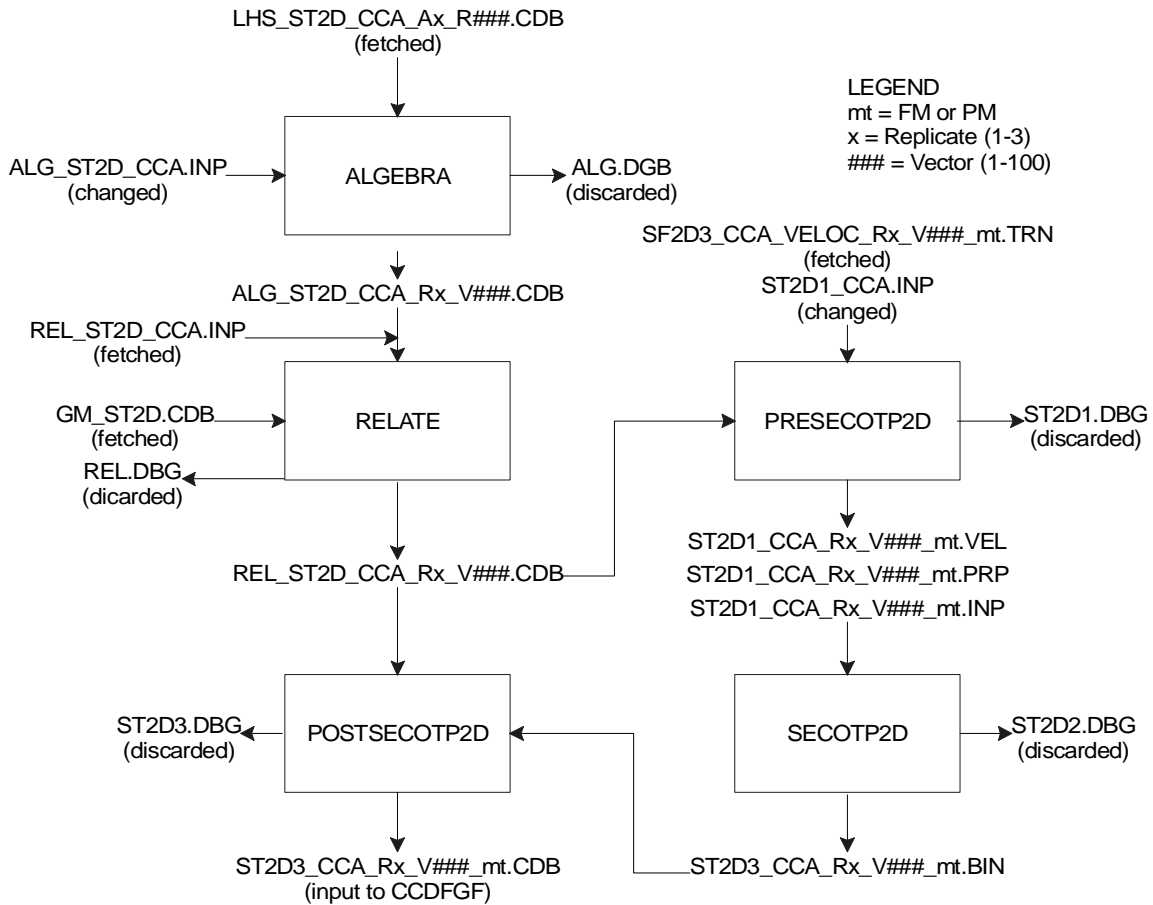 LHS_ST2D_CCA_Ax_R###.CDB
(fetched)
LEGEND
mt = FM or PM
x = Replicate (1-3)
### = Vector (1-100)
ALG_ST2D_CCA.INP
(changed)
ALGEBRA
ALG.DGB
(discarded)
SF2D3_CCA_VELOC_Rx_V###_mt.TRN
(fetched)
ST2D1_CCA.INP
(changed)
ALG_ST2D_CCA_Rx_V###.CDB
REL_ST2D_CCA.INP
(fetched)
GM_ST2D.CDB
(fetched)
RELATE
REL.DBG
(dicarded)
PRESECOTP2D
ST2D1.DBG
(discarded)
REL_ST2D_CCA_Rx_V###.CDB
ST2D1_CCA_Rx_V###_mt.VEL
ST2D1_CCA_Rx_V###_mt.PRP
ST2D1_CCA_Rx_V###_mt.INP
ST2D3.DBG
(discarded)
POSTSECOTP2D
SECOTP2D
ST2D2.DBG
(discarded)
ST2D3_CCA_Rx_V###_mt.CDB
(input to CCDFGF)
ST2D3_CCA_Rx_V###_mt.BIN